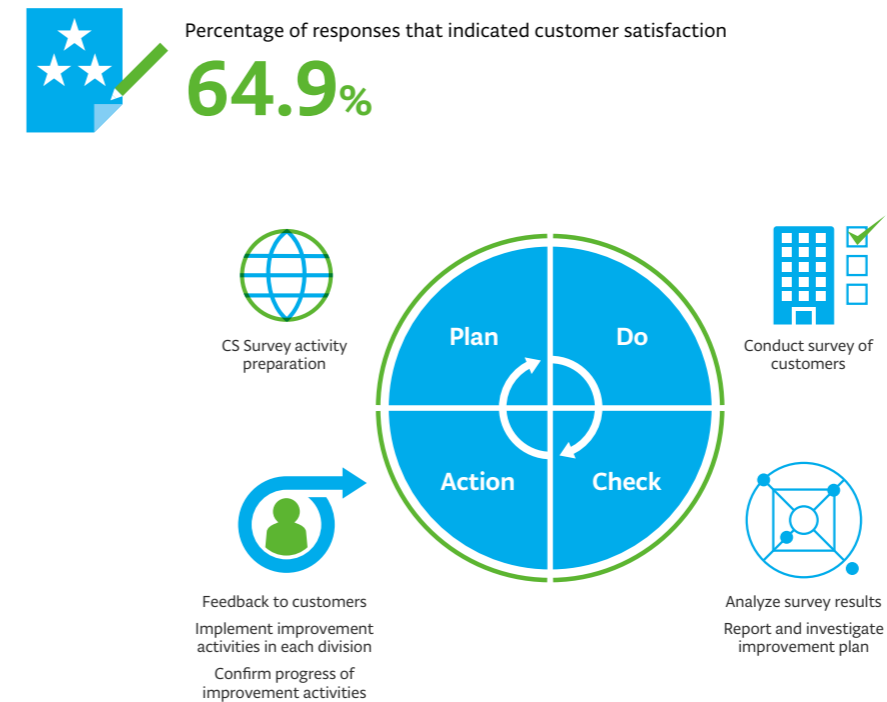 Percentage of responses that indicated customer satisfaction
64.9%
CS Survey activity
preparation
Plan
Do
Conduct survey of
customers
Action
Check
Feedback to customers
Implement improvement
activities in each division
Confirm progress of
improvement activities
Analyze survey results
Report and investigate
improvement plan